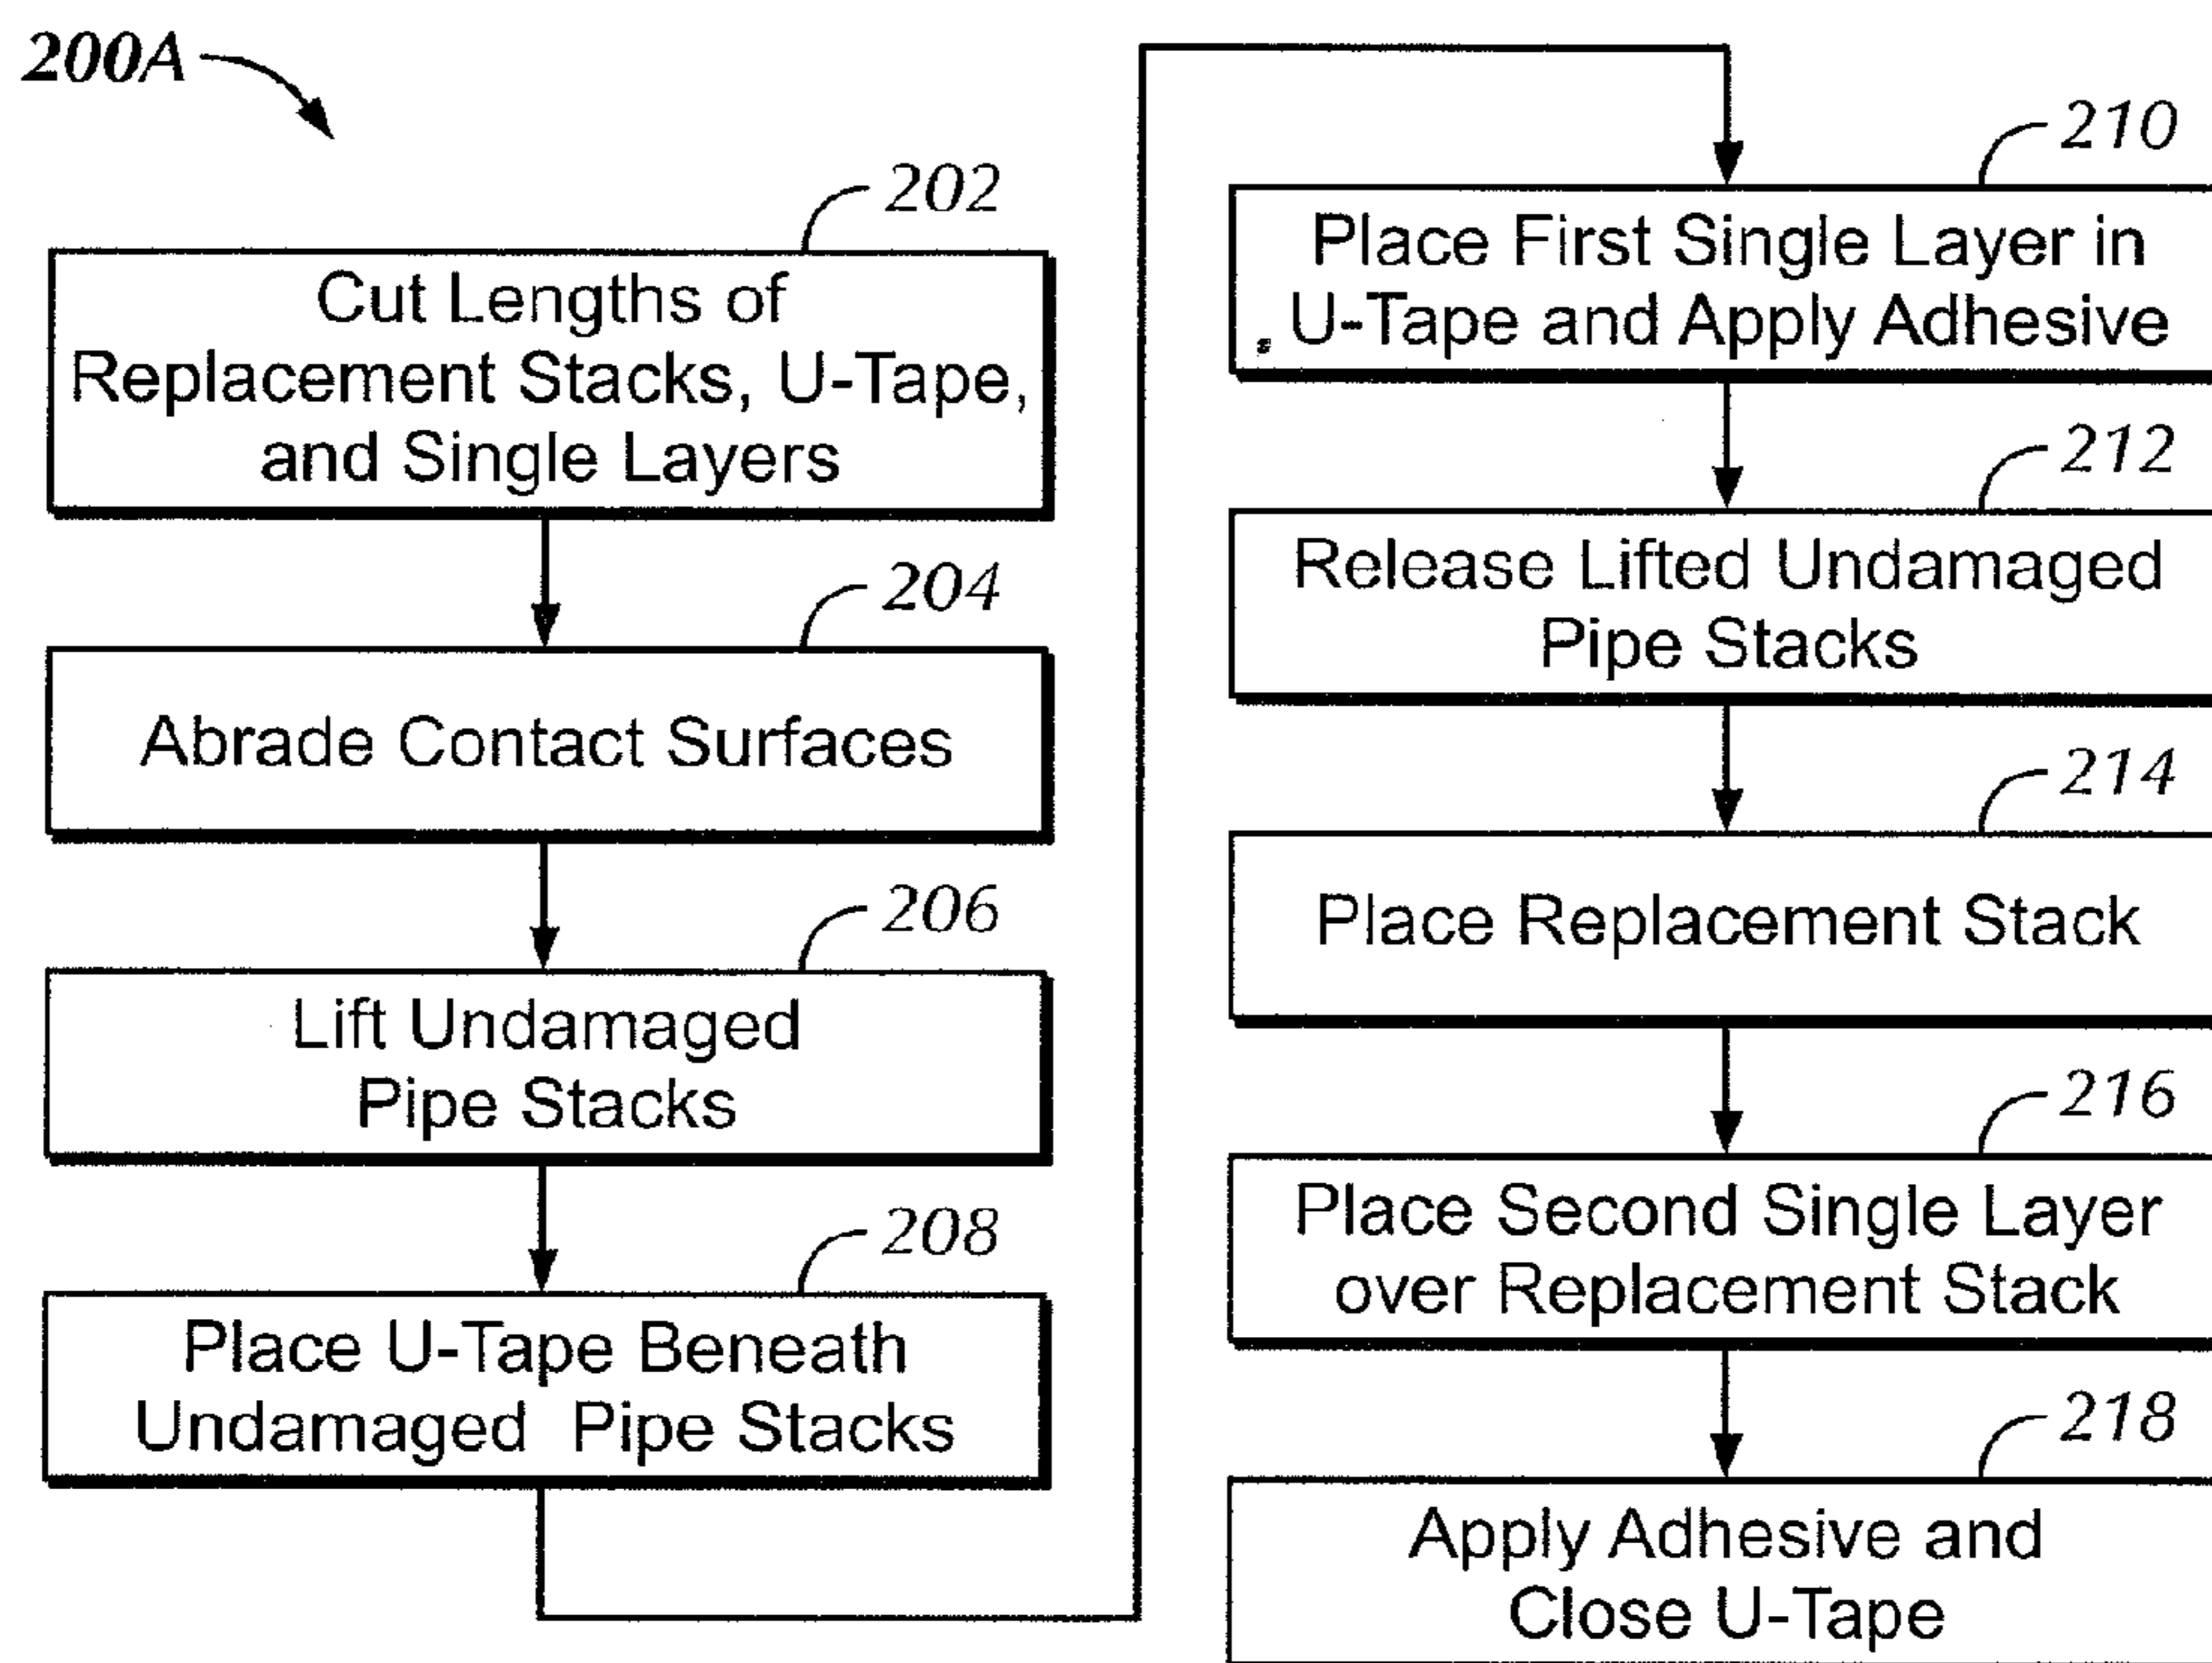 200A
202
Cut Lengths of
Replacement Stacks, U-Tape,
and Single Layers
204
Abrade Contact Surfaces
206
Lift Undamaged
Pipe Stacks
208
Place U-Tape Beneath
Undamaged Pipe Stacks
210
Place First Single Layer in
U-Tape and Apply Adhesive
212
Release Lifted Undamaged
Pipe Stacks
214
Place Replacement Stack
216
Place Second Single Layer
over Replacement Stack
218
Apply Adhesive and
Close U-Tape